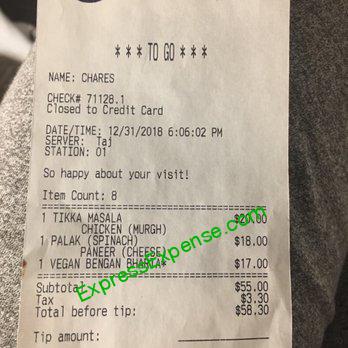 *** TO GO ***
NAME: CHARES
CHECK# 71128.1
Closed to Credit Card
DATE/TIME: 12/31/2018 6:06:02 PM
SERVER: Taj
STATION: 01
So happy about your visit!
Item Count: 8
1 TIKKA MASALA $20.00
CHICKEN (MURGH)
1 PALAK (SPINACH) $18.00
PANEER (CHEESE)
1 VEGAN BENGAN BHARTA* $17.00
Subtotal $55.00
Tax $3.30
Total before tip: $58.30
Tip amount:
ExpressExpense.com